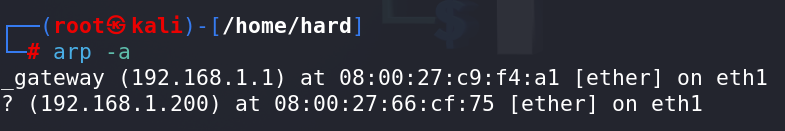 ┌──(root㉿kali)-[/home/hard]
└─# arp -a
_gateway (192.168.1.1) at 08:00:27:c9:f4:a1 [ether] on eth1
? (192.168.1.200) at 08:00:27:66:cf:75 [ether] on eth1